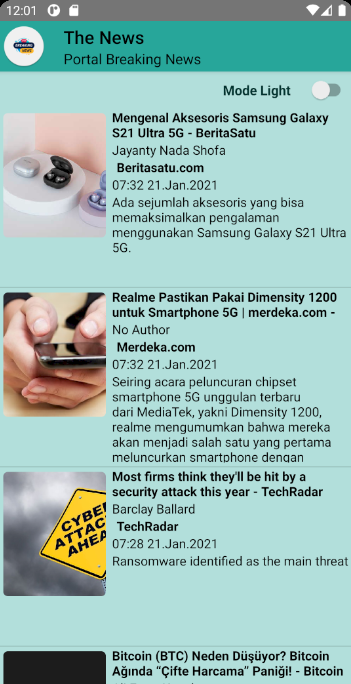 12:01
The News
Portal Breaking News
Mode Light
Mengenal Aksesoris Samsung Galaxy
S21 Ultra 5G - BeritaSatu
Jayanty Nada Shofa
Beritasatu.com
07:32 21.Jan.2021
Ada sejumlah aksesoris yang bisa
memaksimalkan pengalaman
menggunakan Samsung Galaxy S21 Ultra
5G.
Realme Pastikan Pakai Dimensity 1200
untuk Smartphone 5G | merdeka.com -
No Author
Merdeka.com
07:32 21.Jan.2021
Seiring acara peluncuran chipset
smartphone 5G unggulan terbaru
dari MediaTek, yakni Dimensity 1200,
realme mengumumkan bahwa mereka
akan menjadi salah satu yang pertama
meluncurkan smartphone dengan
CYBER
ATTACK
AHEA
Most firms think they'll be hit by a
security attack this year - TechRadar
Barclay Ballard
TechRadar
07:28 21.Jan.2021
Ransomware identified as the main threat
Bitcoin (BTC) Neden Düşüyor? Bitcoin
Ağında “Çifte Harcama” Paniği! - Bitcoin